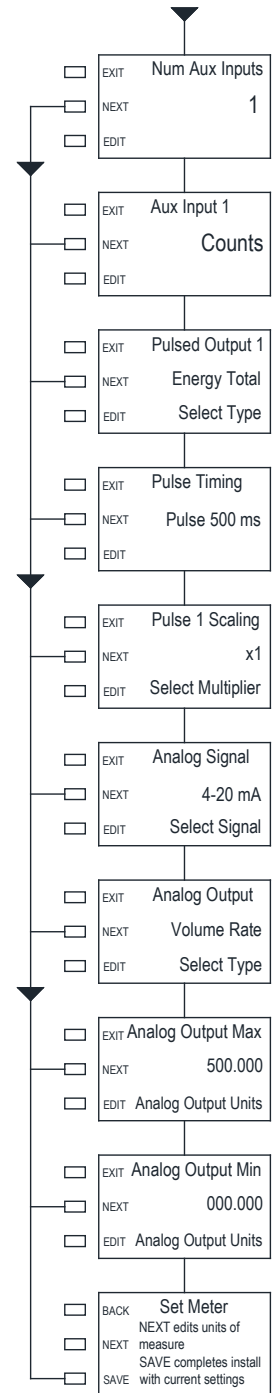 EXIT Num Aux Inputs
NEXT 1
EDIT
EXIT Aux Input 1
NEXT Counts
EDIT
EXIT Pulsed Output 1
NEXT Energy Total
EDIT Select Type
EXIT Pulse Timing
NEXT Pulse 500 ms
EDIT
EXIT Pulse 1 Scaling
NEXT x1
EDIT Select Multiplier
EXIT Analog Signal
NEXT 4-20 mA
EDIT Select Signal
EXIT Analog Output
NEXT Volume Rate
EDIT Select Type
EXIT Analog Output Max
NEXT 500.000
EDIT Analog Output Units
EXIT Analog Output Min
NEXT 000.000
EDIT Analog Output Units
BACK Set Meter
NEXT edits units of
NEXT measure
SAVE completes install
SAVE with current settings